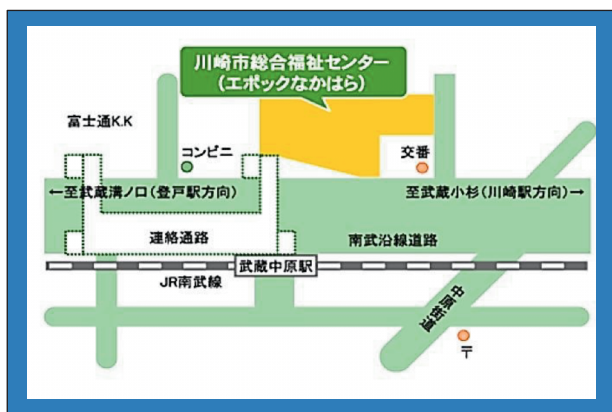 川崎市総合福祉センター
(エポックなかはら)
富士通K.K
コンビニ
交番
←至武蔵溝ノ口(登戸駅方向)
至武蔵小杉(川崎駅方向)→
連絡通路
南武沿線道路
武蔵中原駅
JR南武線
中原街道
〒